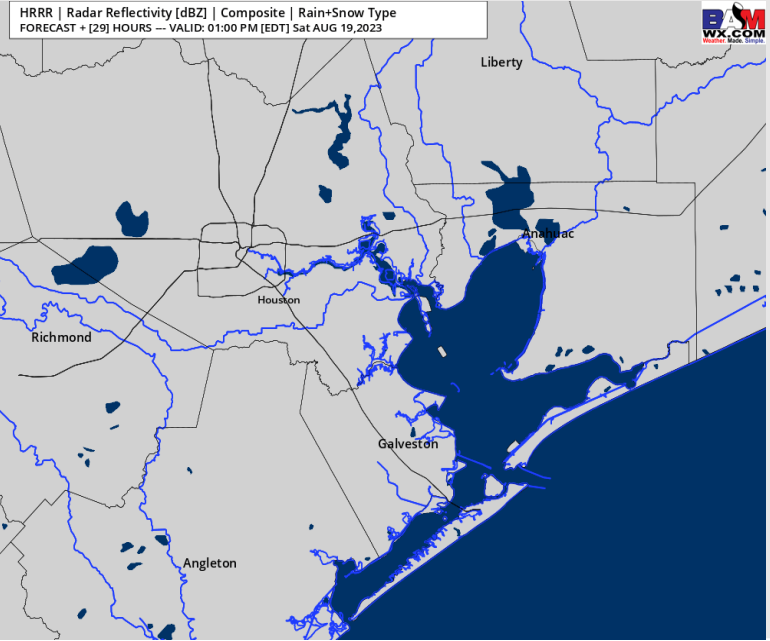 HRRR | Radar Reflectivity [dBZ] | Composite | Rain+Snow Type
FORECAST + [29] HOURS --- VALID: 01:00 PM [EDT] Sat AUG 19,2023
BAM
WX.COM
Weather. Made. Simple.
Liberty
Anahuac
Houston
Richmond
Galveston
Angleton